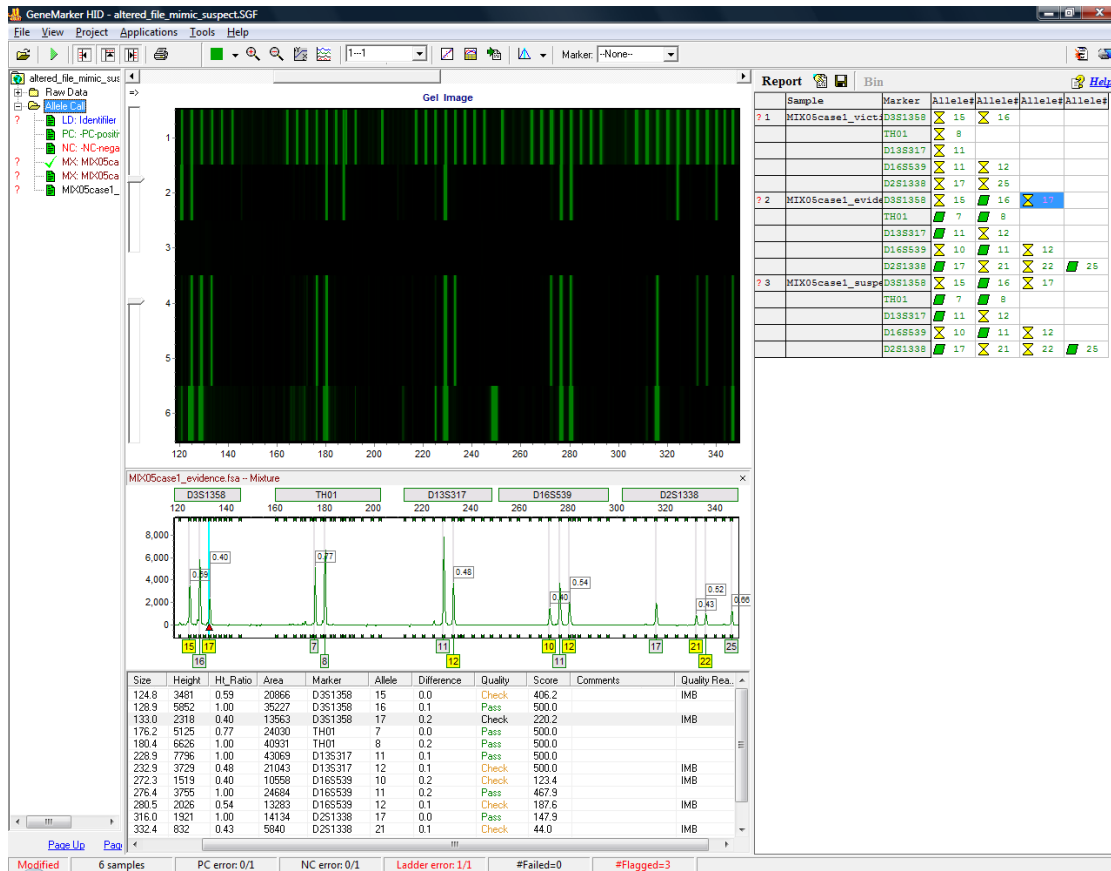 GeneMarker HID - altered_file_mimic_suspect.SGF
File View Project Applications Tools Help
1---1 Marker: --None--
altered_file_mimic_sus
Raw Data
Allele Call
LD: Identifiler
PC: -PC-positiv
NC: -NC-nega
? MX: MIX05ca
? MX: MIX05ca
? MIX05case1_
Page Up Pag
=>
Gel Image
1
2
3
4
5
6
120 140 160 180 200 220 240 260 280 300 320 340
MIX05case1_evidence.fsa -- Mixture
D3S1358 TH01 D13S317 D16S539 D2S1338
120 140 160 180 200 220 240 260 280 300 320 340
8,000
6,000
4,000
2,000
0
0.59 0.40 0.77 0.48 0.40 0.54 0.43 0.52 0.66
15 17 7 11 10 12 17 21 25
16 8 12 11 22
Size Height Ht_Ratio Area Marker Allele Difference Quality Score Comments Quality Rea..
124.8 3481 0.59 20866 D3S1358 15 0.0 Check 406.2 IMB
128.9 5852 1.00 35227 D3S1358 16 0.1 Pass 500.0
133.0 2318 0.40 13563 D3S1358 17 0.2 Check 220.2 IMB
176.2 5125 0.77 24030 TH01 7 0.0 Pass 500.0
180.4 6626 1.00 40931 TH01 8 0.2 Pass 500.0
228.9 7796 1.00 43069 D13S317 11 0.1 Pass 500.0
232.9 3729 0.48 21043 D13S317 12 0.1 Check 500.0 IMB
272.3 1519 0.40 10558 D16S539 10 0.2 Check 123.4 IMB
276.4 3755 1.00 24684 D16S539 11 0.2 Pass 467.9
280.5 2026 0.54 13283 D16S539 12 0.1 Check 187.6 IMB
316.0 1921 1.00 14134 D2S1338 17 0.0 Pass 147.9
332.4 832 0.43 5840 D2S1338 21 0.1 Check 44.0 IMB
Report Bin Help
Sample Marker Allele# Allele# Allele# Allele#
? 1 MIX05case1_victi D3S1358 15 16
TH01 8
D13S317 11
D16S539 11 12
D2S1338 17 25
? 2 MIX05case1_evide D3S1358 15 16 17
TH01 7 8
D13S317 11 12
D16S539 10 11 12
D2S1338 17 21 22 25
? 3 MIX05case1_suspe D3S1358 15 16 17
TH01 7 8
D13S317 11 12
D16S539 10 11 12
D2S1338 17 21 22 25
Modified 6 samples PC error: 0/1 NC error: 0/1 Ladder error: 1/1 #Failed=0 #Flagged=3